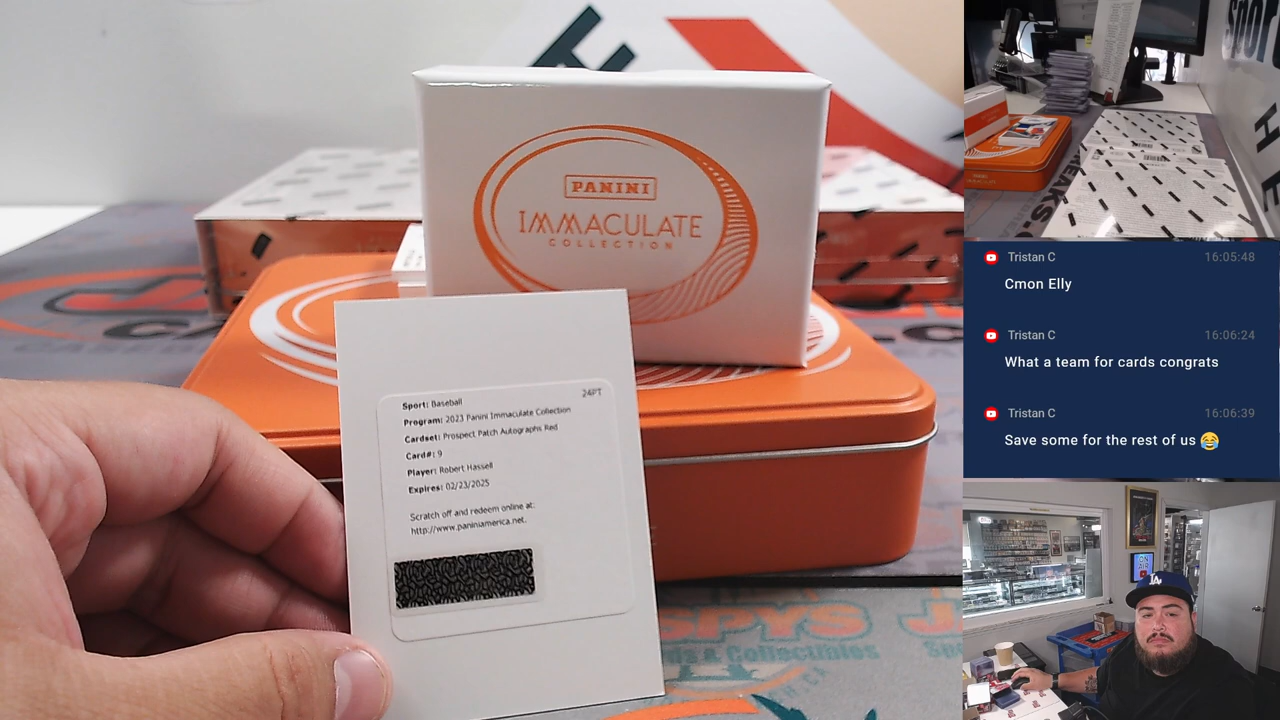 PANINI
IMMACULATE
COLLECTION
24PT
Sport: Baseball
Program: 2023 Panini Immaculate Collection
Cardset: Prospect Patch Autographs Red
Card#: 9
Player: Robert Hassell
Expires: 02/23/2025
Scratch off and redeem online at:
http://www.paniniamerica.net.
Tristan C 16:05:48
Cmon Elly
Tristan C 16:06:24
What a team for cards congrats
Tristan C 16:06:39
Save some for the rest of us 😂
ON
AIR
LA